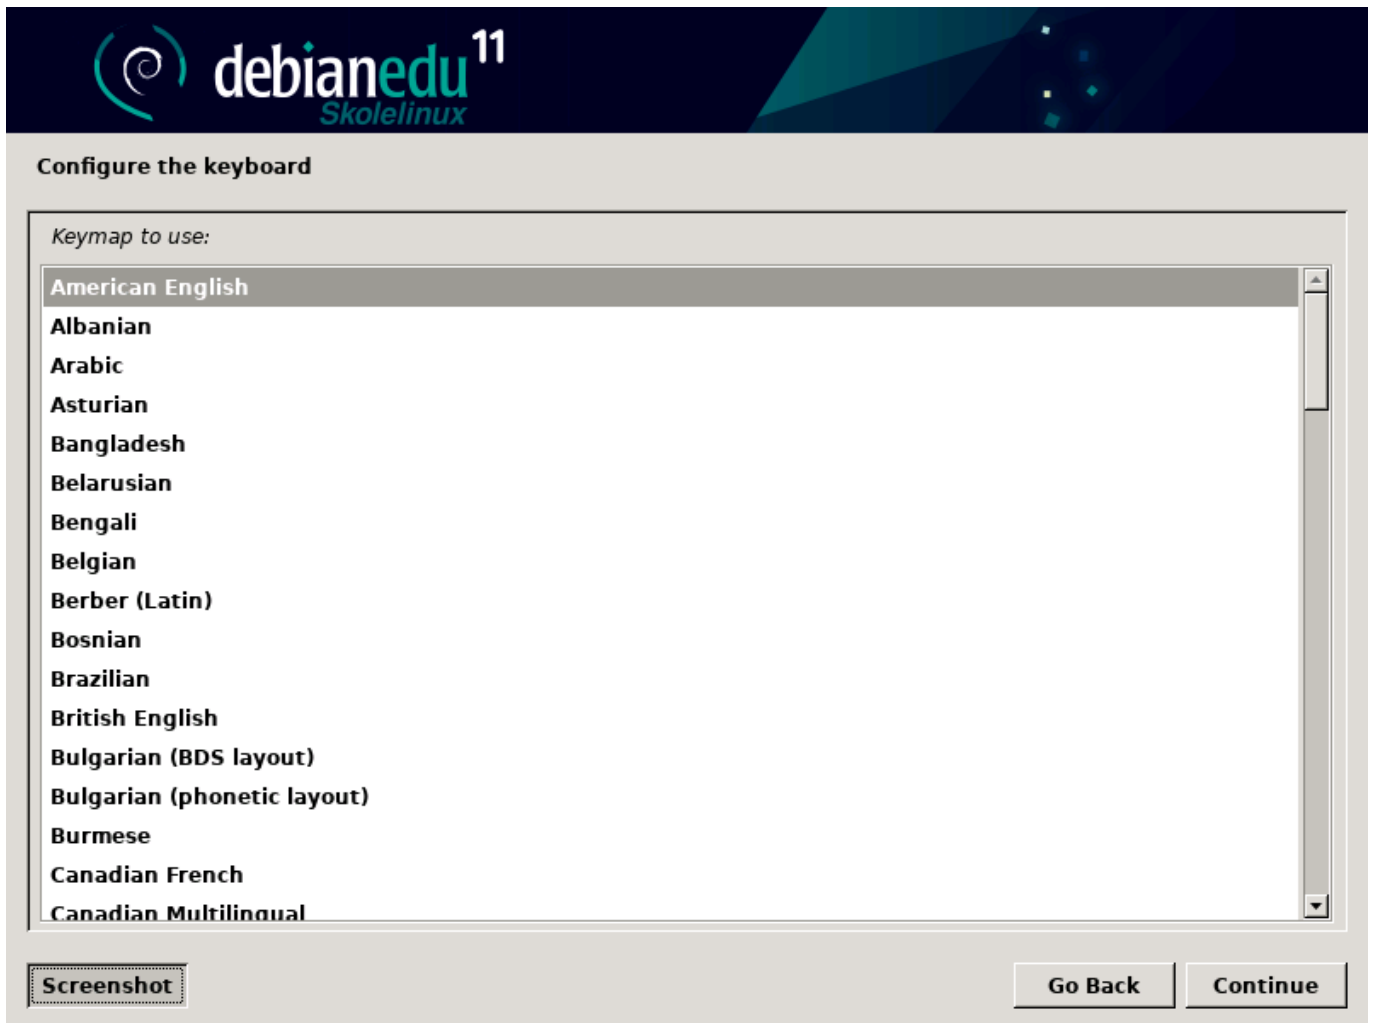 debianedu 11
Skolelinux
Configure the keyboard
Keymap to use:
American English
Albanian
Arabic
Asturian
Bangladesh
Belarusian
Bengali
Belgian
Berber (Latin)
Bosnian
Brazilian
British English
Bulgarian (BDS layout)
Bulgarian (phonetic layout)
Burmese
Canadian French
Canadian Multilingual
Screenshot
Go Back
Continue